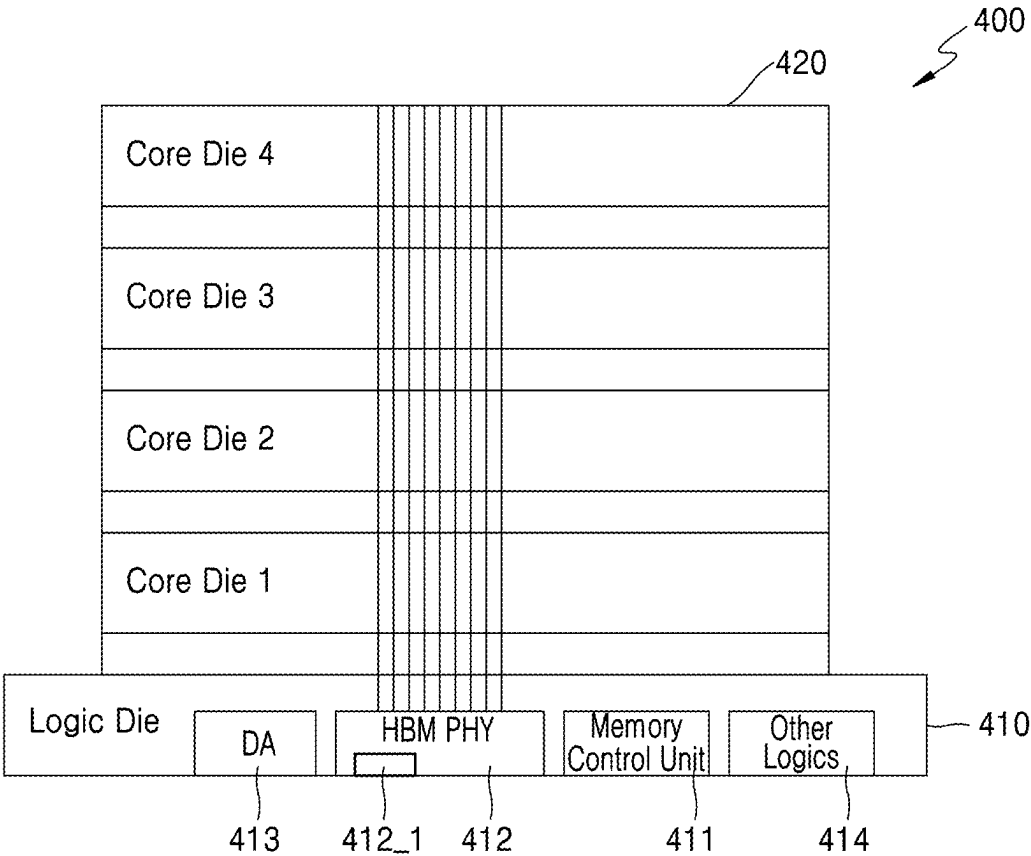 400
420
Core Die 4
Core Die 3
Core Die 2
Core Die 1
Logic Die
DA
HBM PHY
Memory
Control Unit
Other
Logics
410
413
412_1
412
411
414